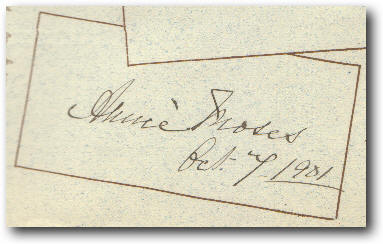 Annie Moses
Oct. 7 1901